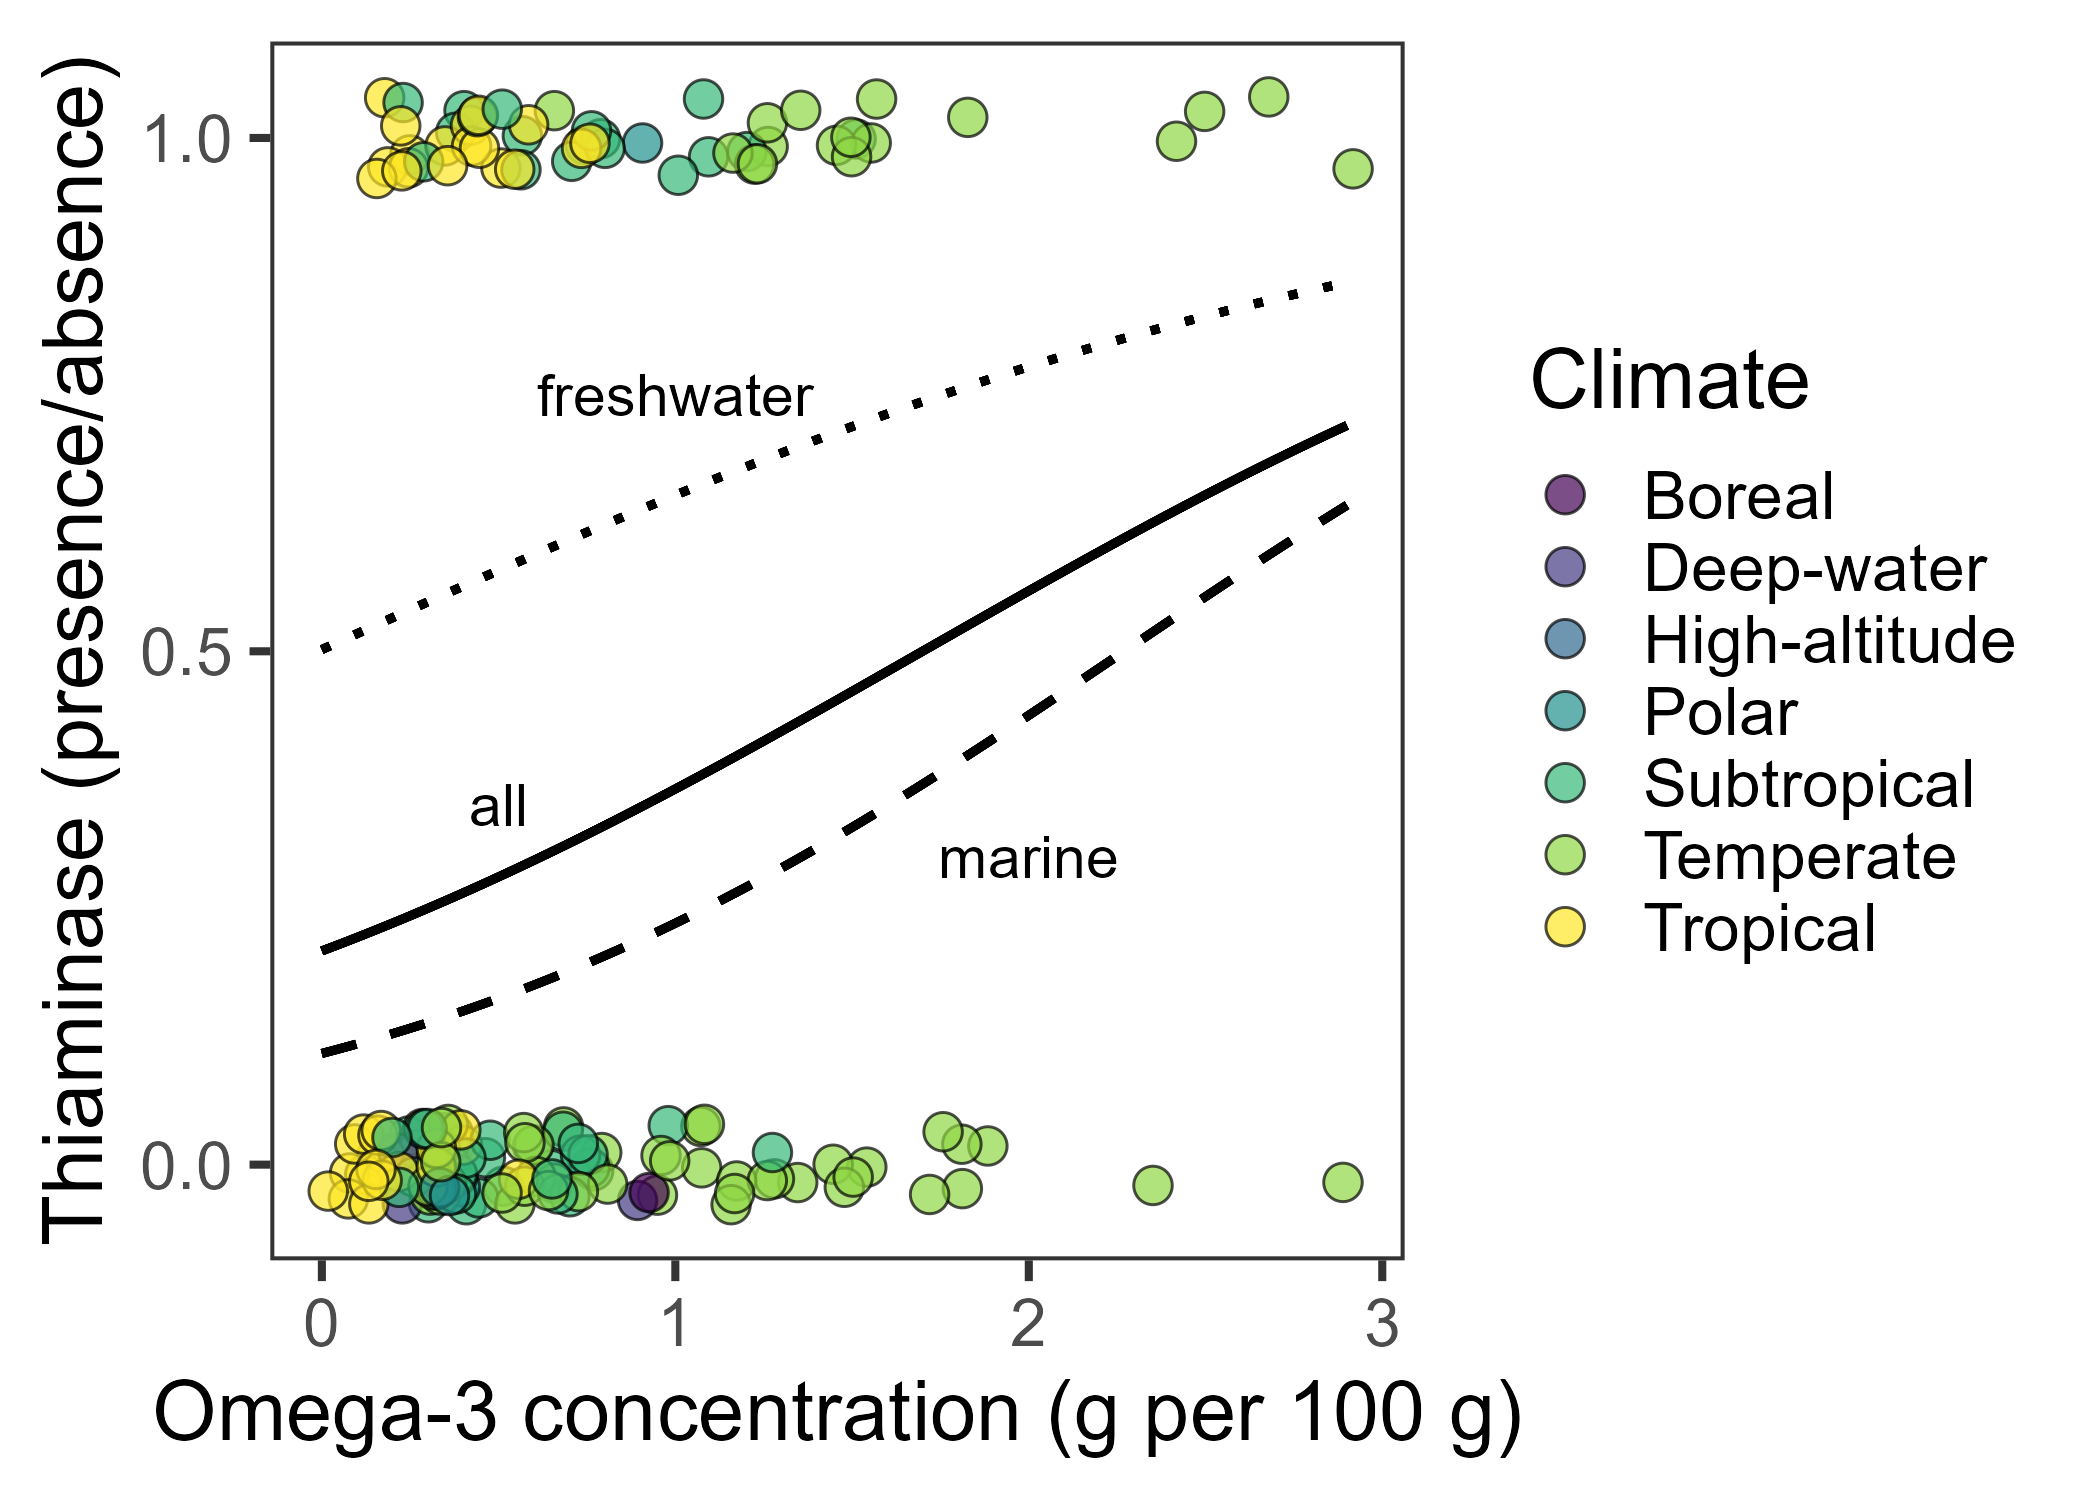 Thiaminase (presence/absence)
1.0
0.5
0.0
freshwater
all
marine
0 1 2 3
Omega-3 concentration (g per 100 g)
Climate
Boreal
Deep-water
High-altitude
Polar
Subtropical
Temperate
Tropical